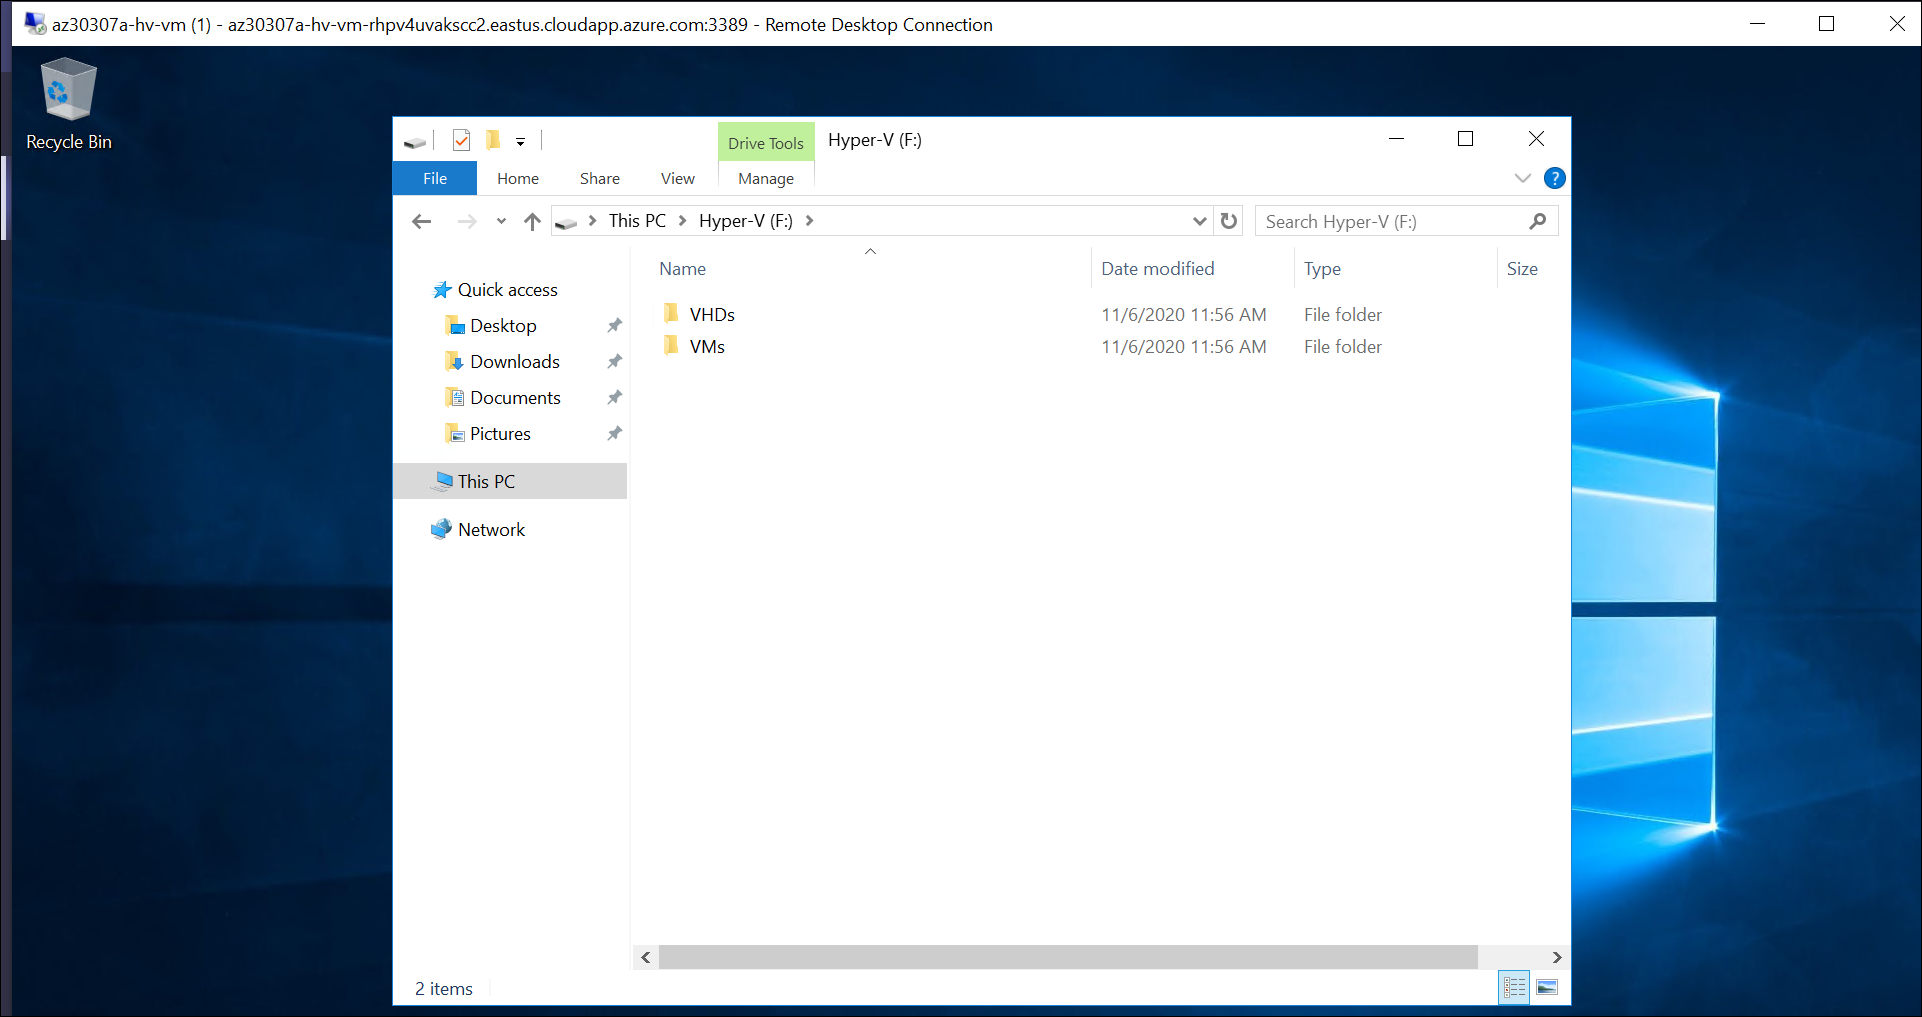 az30307a-hv-vm (1) - az30307a-hv-vm-rhpv4uvakscc2.eastus.cloudapp.azure.com:3389 - Remote Desktop Connection
Recycle Bin
Drive Tools
Hyper-V (F:)
File
Home
Share
View
Manage
?
This PC
Hyper-V (F:)
Search Hyper-V (F:)
Name
Date modified
Type
Size
Quick access
Desktop
Downloads
Documents
Pictures
This PC
Network
VHDs 11/6/2020 11:56 AM File folder
VMs 11/6/2020 11:56 AM File folder
2 items